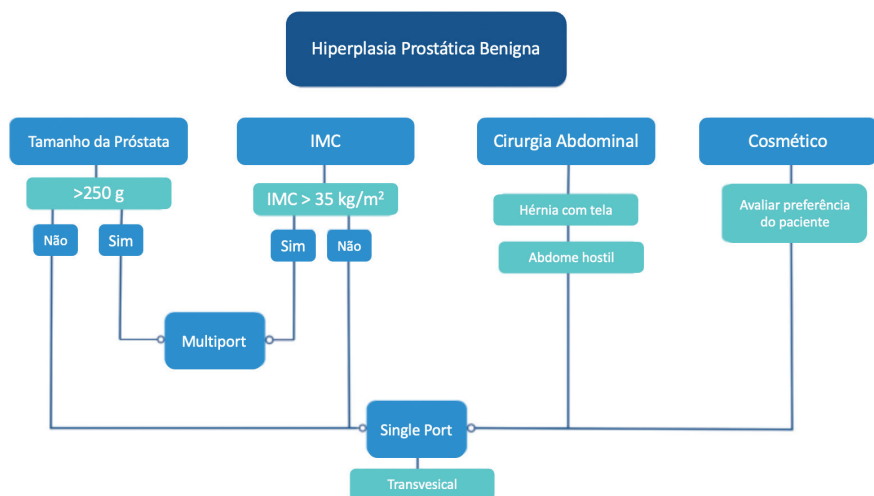 Hiperplasia Prostática Benigna
Tamanho da Próstata
IMC
Cirurgia Abdominal
Cosmético
>250 g
IMC > 35 kg/m²
Hérnia com tela
Avaliar preferência
do paciente
Não
Sim
Sim
Não
Abdome hostil
Multiport
Single Port
Transvesical